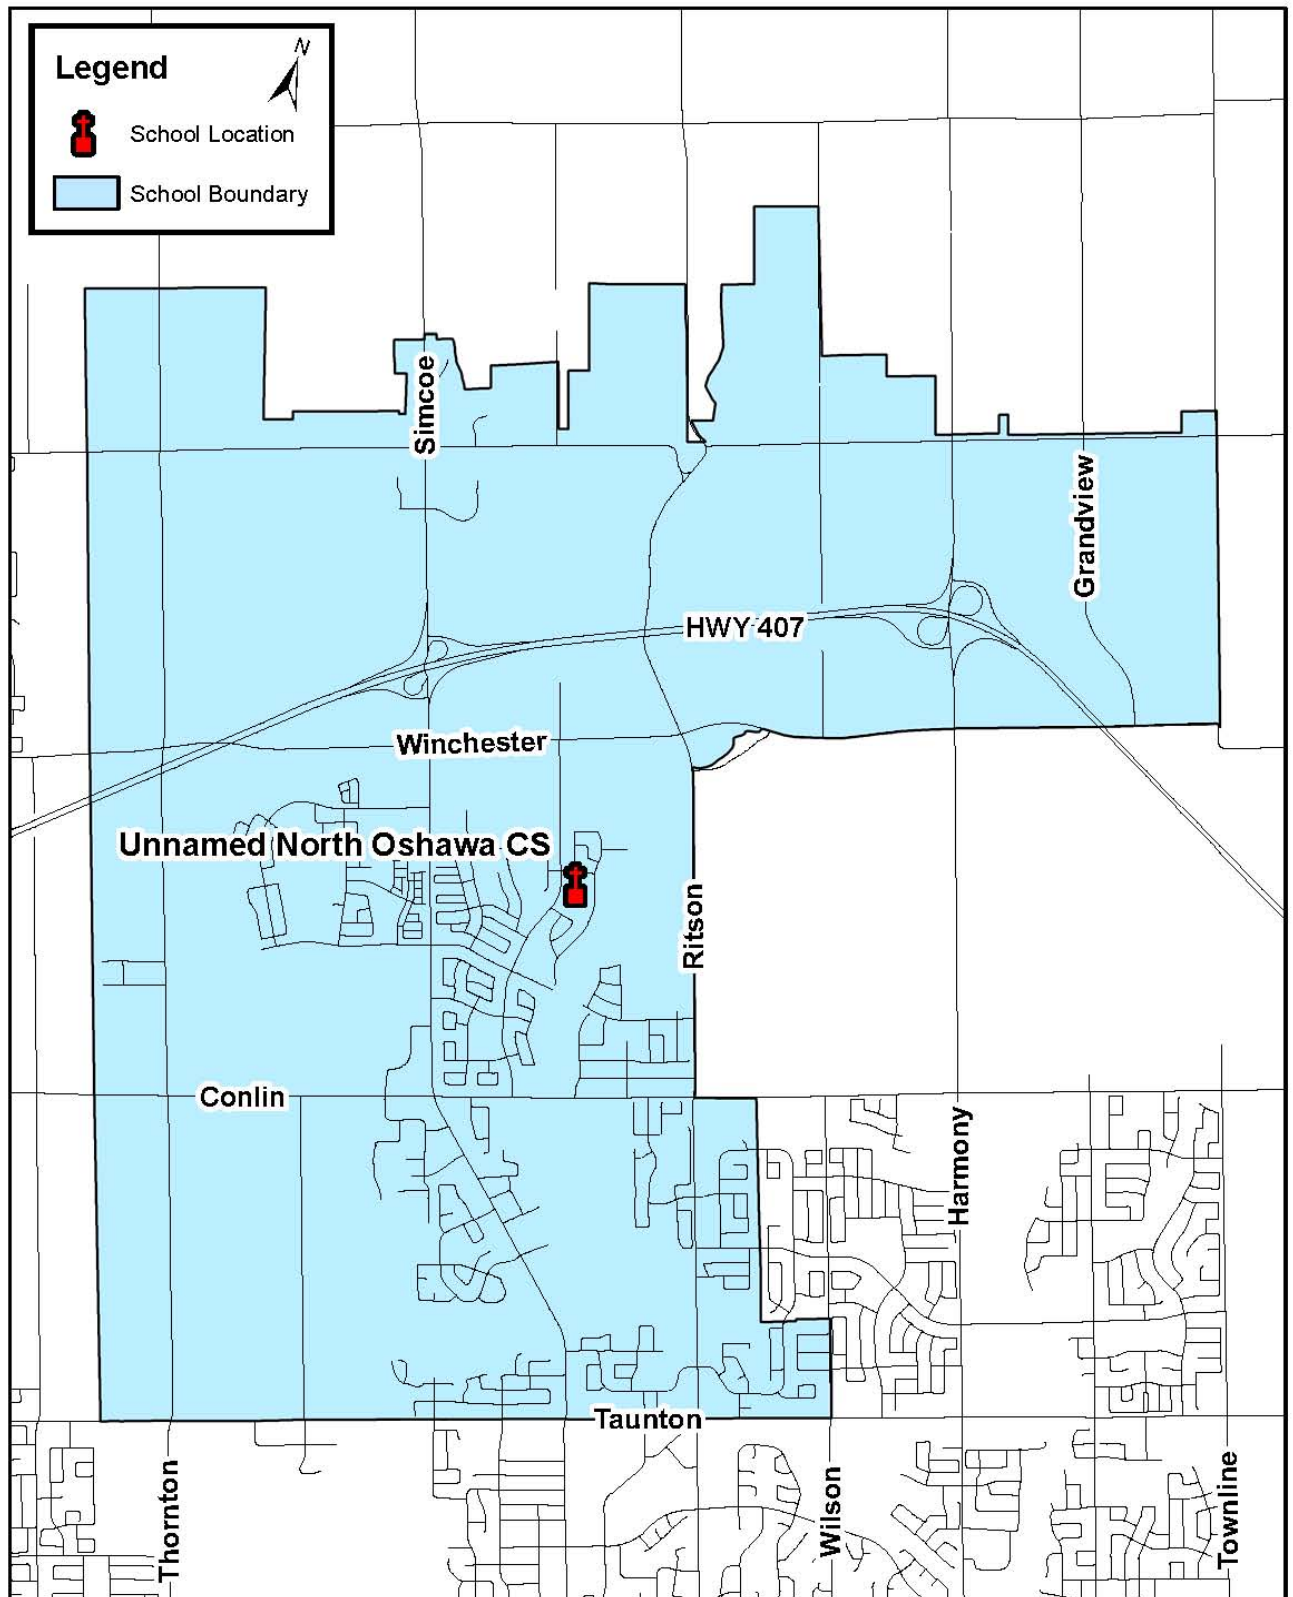 N
Legend
School Location
School Boundary
Simcoe
Grandview
HWY 407
Winchester
Unnamed North Oshawa CS
Ritson
Conlin
Harmony
Taunton
Thornton
Wilson
Townline